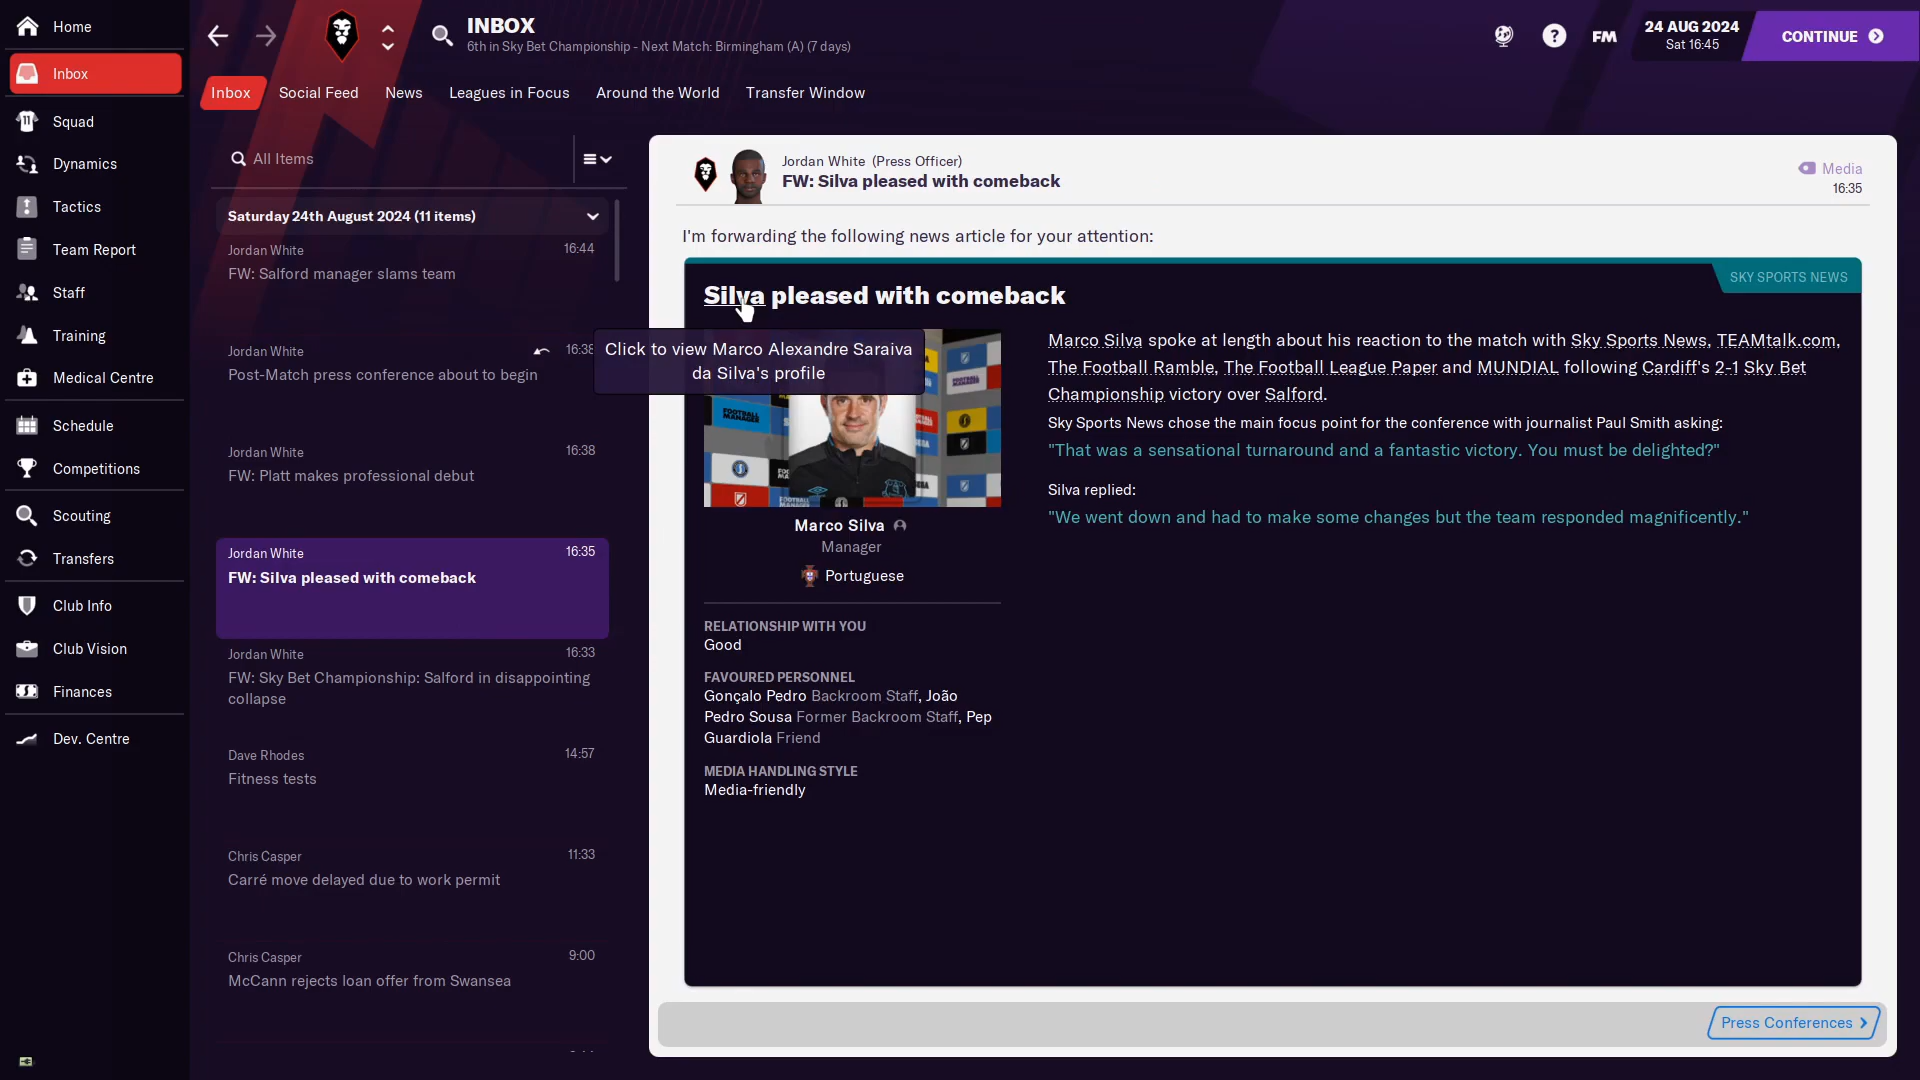 Home
Inbox
Squad
Dynamics
Tactics
Team Report
Staff
Training
Medical Centre
Schedule
Competitions
Scouting
Transfers
Club Info
Club Vision
Finances
Dev. Centre
INBOX
6th in Sky Bet Championship - Next Match: Birmingham (A) (7 days)
FM
24 AUG 2024
Sat 16:45
CONTINUE
Inbox Social Feed News Leagues in Focus Around the World Transfer Window
All Items
Saturday 24th August 2024 (11 items)
Jordan White 16:44
FW: Salford manager slams team
Jordan White 16:38
Post-Match press conference about to begin
Jordan White 16:38
FW: Platt makes professional debut
Jordan White 16:35
FW: Silva pleased with comeback
Jordan White 16:33
FW: Sky Bet Championship: Salford in disappointing
collapse
Dave Rhodes 14:57
Fitness tests
Chris Casper 11:33
Carré move delayed due to work permit
Chris Casper 9:00
McCann rejects loan offer from Swansea
Jordan White (Press Officer)
FW: Silva pleased with comeback
Media
16:35
I'm forwarding the following news article for your attention:
SKY SPORTS NEWS
Silva pleased with comeback
Click to view Marco Alexandre Saraiva
da Silva's profile
FOOTBALL
MANAGER
Marco Silva
Manager
Portuguese
RELATIONSHIP WITH YOU
Good
FAVOURED PERSONNEL
Gonçalo Pedro Backroom Staff, João
Pedro Sousa Former Backroom Staff, Pep
Guardiola Friend
MEDIA HANDLING STYLE
Media-friendly
Marco Silva spoke at length about his reaction to the match with Sky Sports News, TEAMtalk.com,
The Football Ramble, The Football League Paper and MUNDIAL following Cardiff's 2-1 Sky Bet
Championship victory over Salford.
Sky Sports News chose the main focus point for the conference with journalist Paul Smith asking:
"That was a sensational turnaround and a fantastic victory. You must be delighted?"
Silva replied:
"We went down and had to make some changes but the team responded magnificently."
Press Conferences